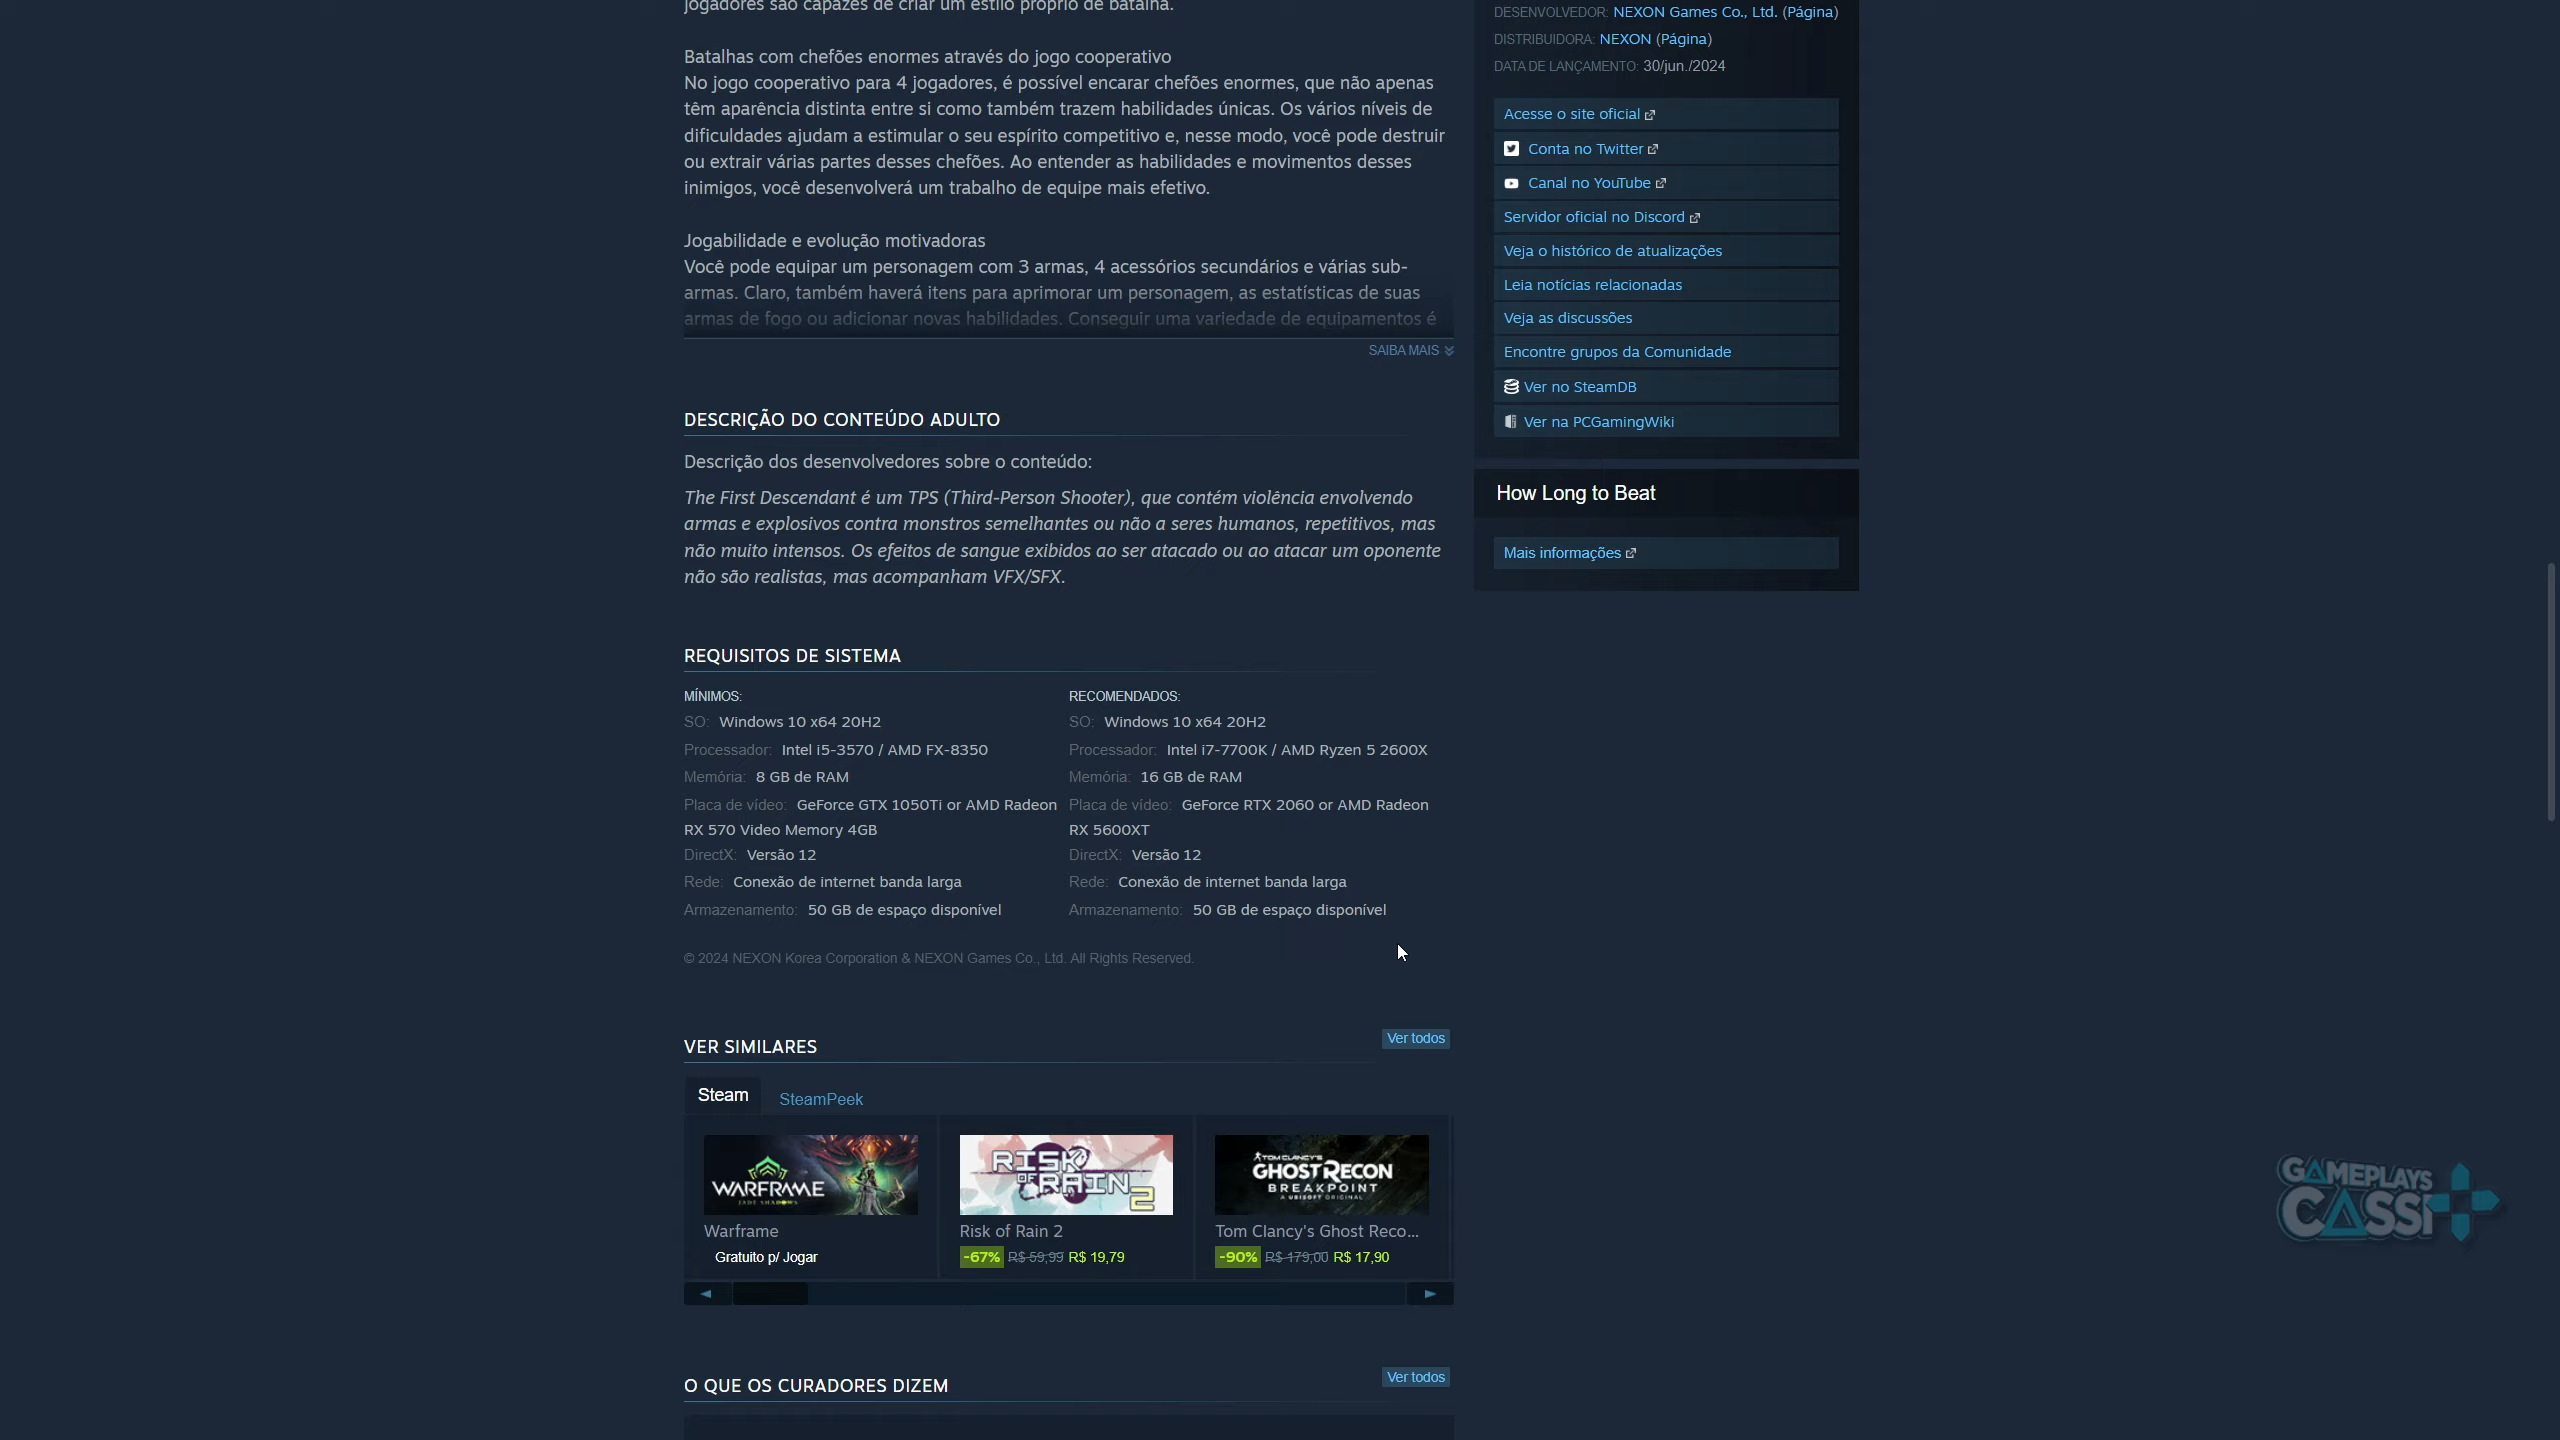 jogadores são capazes de criar um estilo próprio de batalha.
Batalhas com chefões enormes através do jogo cooperativo
No jogo cooperativo para 4 jogadores, é possível encarar chefões enormes, que não apenas
têm aparência distinta entre si como também trazem habilidades únicas. Os vários níveis de
dificuldades ajudam a estimular o seu espírito competitivo e, nesse modo, você pode destruir
ou extrair várias partes desses chefões. Ao entender as habilidades e movimentos desses
inimigos, você desenvolverá um trabalho de equipe mais efetivo.
Jogabilidade e evolução motivadoras
Você pode equipar um personagem com 3 armas, 4 acessórios secundários e várias sub-
armas. Claro, também haverá itens para aprimorar um personagem, as estatísticas de suas
armas de fogo ou adicionar novas habilidades. Conseguir uma variedade de equipamentos é
SAIBA MAIS
DESCRIÇÃO DO CONTEÚDO ADULTO
Descrição dos desenvolvedores sobre o conteúdo:
The First Descendant é um TPS (Third-Person Shooter), que contém violência envolvendo
armas e explosivos contra monstros semelhantes ou não a seres humanos, repetitivos, mas
não muito intensos. Os efeitos de sangue exibidos ao ser atacado ou ao atacar um oponente
não são realistas, mas acompanham VFX/SFX.
REQUISITOS DE SISTEMA
MÍNIMOS:
SO: Windows 10 x64 20H2
Processador: Intel i5-3570 / AMD FX-8350
Memória: 8 GB de RAM
Placa de vídeo: GeForce GTX 1050Ti or AMD Radeon
RX 570 Video Memory 4GB
DirectX: Versão 12
Rede: Conexão de internet banda larga
Armazenamento: 50 GB de espaço disponível
RECOMENDADOS:
SO: Windows 10 x64 20H2
Processador: Intel i7-7700K / AMD Ryzen 5 2600X
Memória: 16 GB de RAM
Placa de vídeo: GeForce RTX 2060 or AMD Radeon
RX 5600XT
DirectX: Versão 12
Rede: Conexão de internet banda larga
Armazenamento: 50 GB de espaço disponível
© 2024 NEXON Korea Corporation & NEXON Games Co., Ltd. All Rights Reserved.
VER SIMILARES
Ver todos
Steam
SteamPeek
WARFRAME
JADE SHADOWS
Warframe
Gratuito p/ Jogar
RISK
OF RAIN 2
Risk of Rain 2
-67% R$ 59,99 R$ 19,79
TOM CLANCY'S
GHOST RECON
BREAKPOINT
A UBISOFT ORIGINAL
Tom Clancy's Ghost Reco...
-90% R$ 179,00 R$ 17,90
O QUE OS CURADORES DIZEM
Ver todos
DESENVOLVEDOR: NEXON Games Co., Ltd. (Página)
DISTRIBUIDORA: NEXON (Página)
DATA DE LANÇAMENTO: 30/jun./2024
Acesse o site oficial
Conta no Twitter
Canal no YouTube
Servidor oficial no Discord
Veja o histórico de atualizações
Leia notícias relacionadas
Veja as discussões
Encontre grupos da Comunidade
Ver no SteamDB
Ver na PCGamingWiki
How Long to Beat
Mais informações
GAMEPLAYS
CASSI